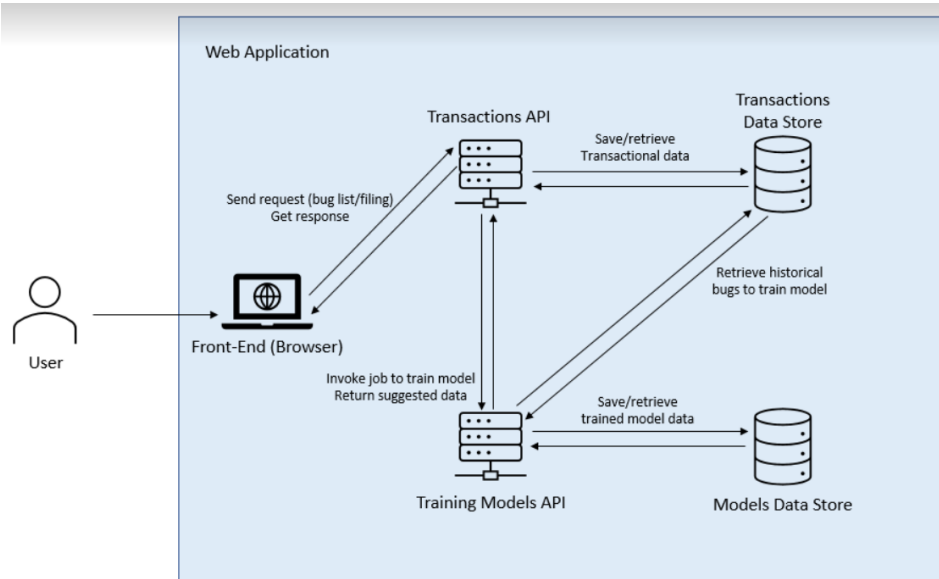 Web Application
Transactions API
Transactions
Data Store
Save/retrieve
Transactional data
Send request (bug list/filing)
Get response
Retrieve historical
bugs to train model
Front-End (Browser)
User
Invoke job to train model
Return suggested data
Save/retrieve
trained model data
Training Models API
Models Data Store